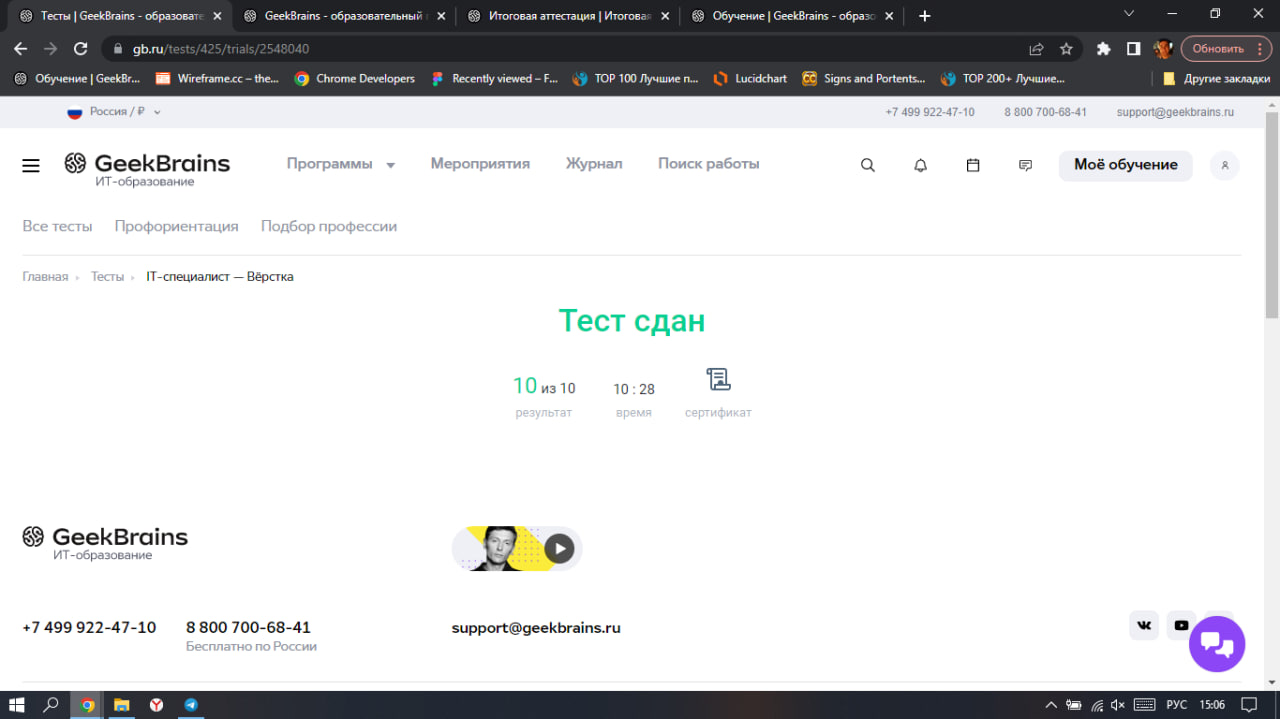 Тесты | GeekBrains - образовате
GeekBrains - образовательный п
Итоговая аттестация | Итоговая
Обучение | GeekBrains - образо
gb.ru/tests/425/trials/2548040
Обновить
Обучение | GeekBr...
Wireframe.cc – the...
Chrome Developers
Recently viewed – F...
TOP 100 Лучшие п...
Lucidchart
Signs and Portents...
TOP 200+ Лучшие...
Другие закладки
Россия / ₽
+7 499 922-47-10
8 800 700-68-41
support@geekbrains.ru
GeekBrains
ИТ-образование
Программы
Мероприятия
Журнал
Поиск работы
Моё обучение
Все тесты
Профориентация
Подбор профессии
Главная
Тесты
IT-специалист — Вёрстка
Тест сдан
10 из 10
10 : 28
результат
время
сертификат
GeekBrains
ИТ-образование
+7 499 922-47-10
8 800 700-68-41
Бесплатно по России
support@geekbrains.ru
РУС
15:06